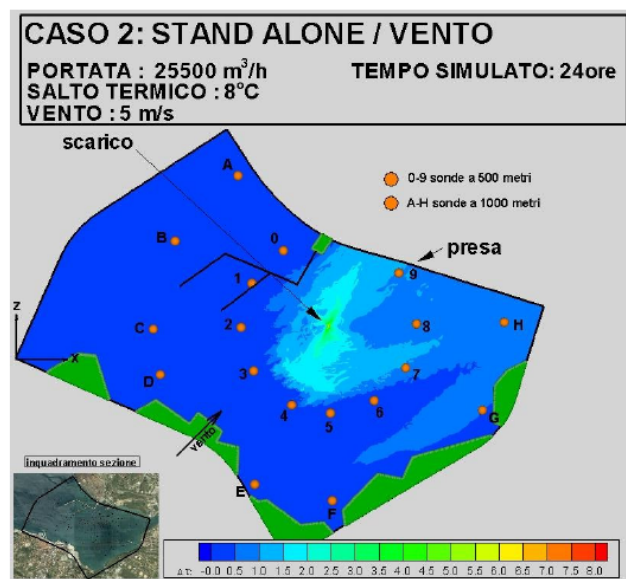 CASO 2: STAND ALONE / VENTO
PORTATA : 25500 m³/h
TEMPO SIMULATO: 24ore
SALTO TERMICO : 8°C
VENTO : 5 m/s
scarico
A
0-9 sonde a 500 metri
A-H sonde a 1000 metri
B
0
presa
9
1
z
C
2
8
H
x
D
3
7
4
5
6
G
vento
E
F
inquadramento sezione
ΔT: -0.0 0.5 1.0 1.5 2.0 2.5 3.0 3.5 4.0 4.5 5.0 5.5 6.0 6.5 7.0 7.5 8.0